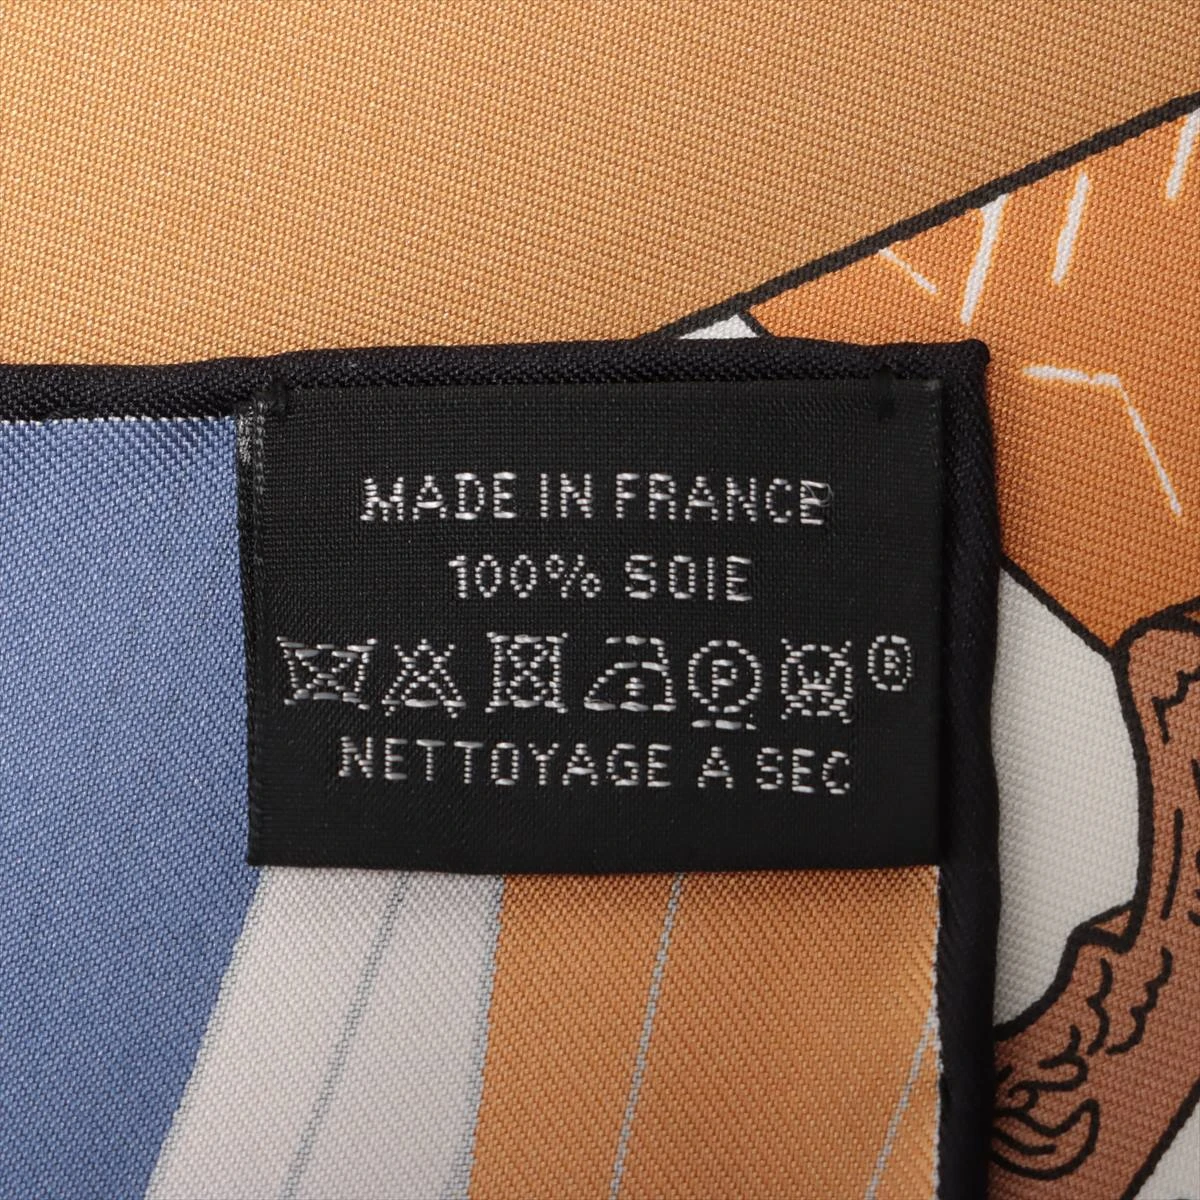 MADE IN FRANCE
100% SOIE
P W ®
NETTOYAGE A SEC